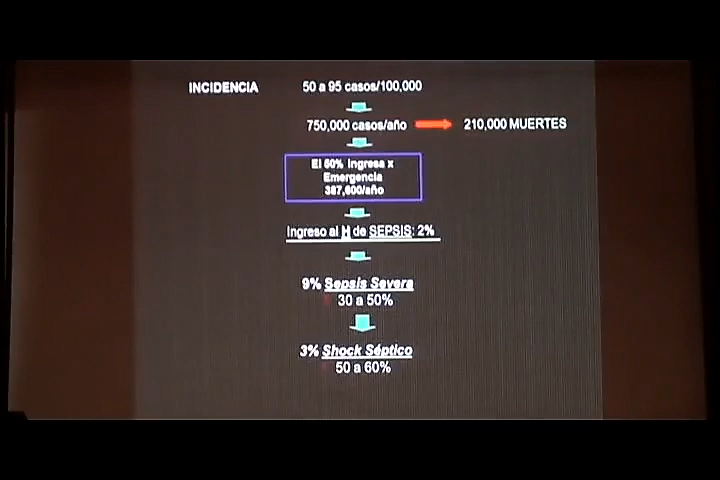 INCIDENCIA 50 a 95 casos/100,000
750,000 casos/año 210,000 MUERTES
El 60% Ingresa x
Emergencia
387,600/año
Ingreso al H de SEPSIS: 2%
9% Sepsis Severa
30 a 50%
3% Shock Séptico
50 a 60%